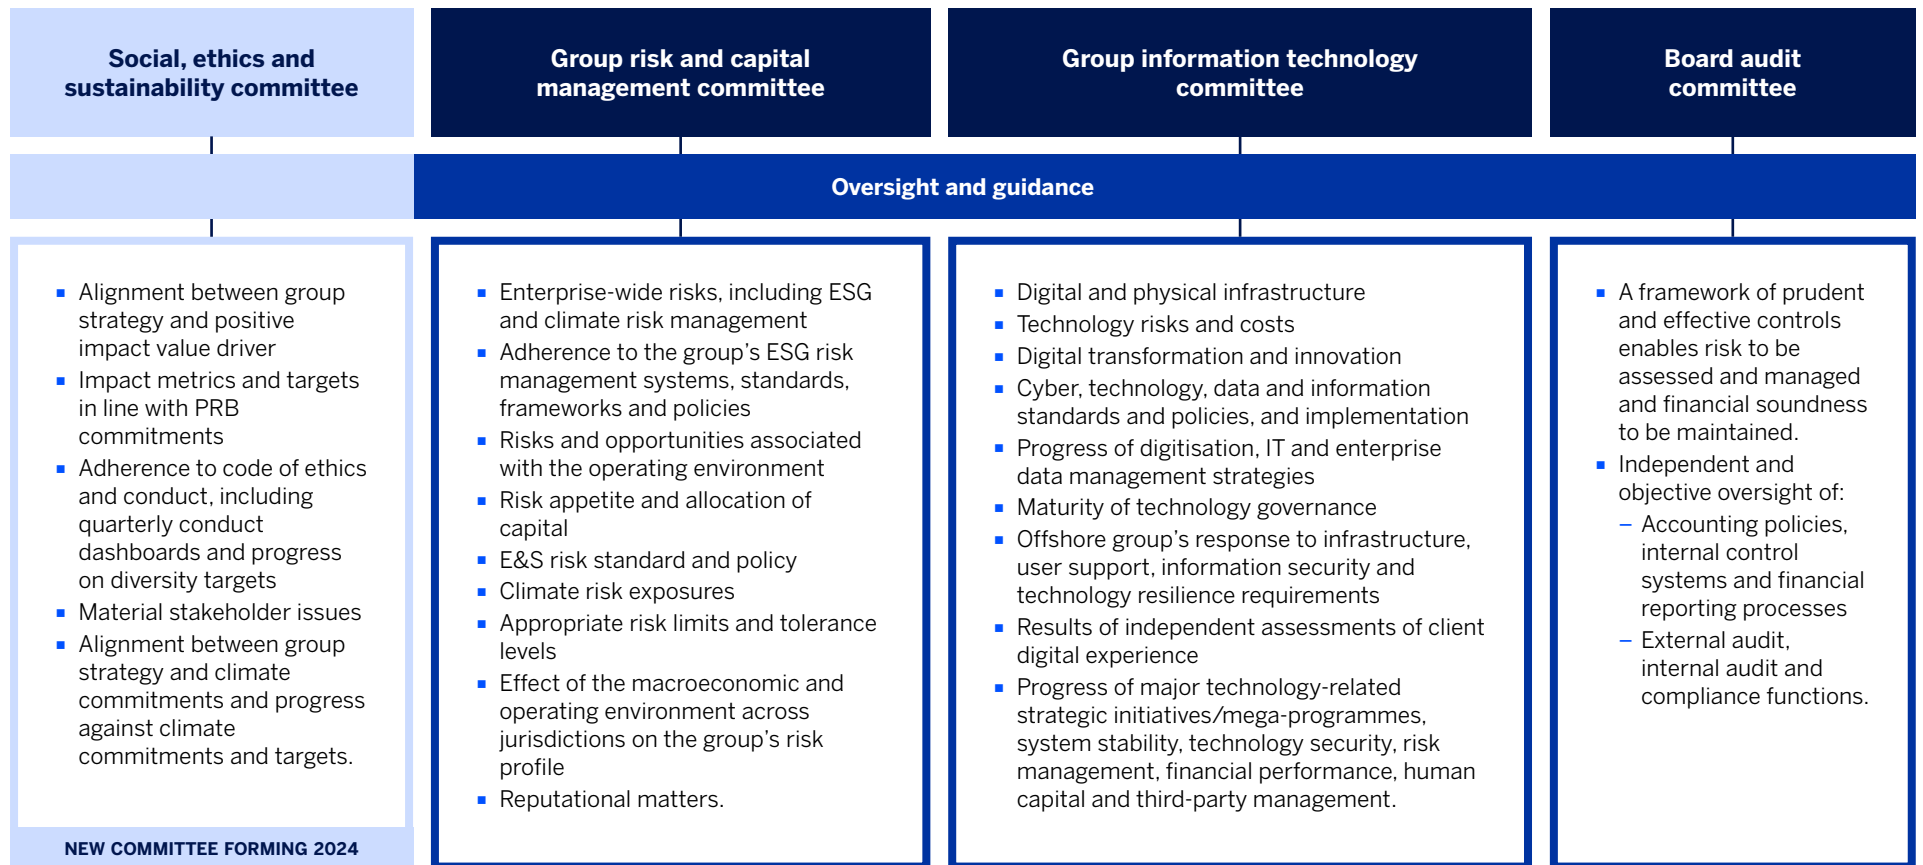 Social, ethics and
sustainability committee
Group risk and capital
management committee
Group information technology
committee
Board audit
committee
Oversight and guidance
▪ Alignment between group
strategy and positive
impact value driver
▪ Impact metrics and targets
in line with PRB
commitments
▪ Adherence to code of ethics
and conduct, including
quarterly conduct
dashboards and progress
on diversity targets
▪ Material stakeholder issues
▪ Alignment between group
strategy and climate
commitments and progress
against climate
commitments and targets.
NEW COMMITTEE FORMING 2024
▪ Enterprise-wide risks, including ESG
and climate risk management
▪ Adherence to the group’s ESG risk
management systems, standards,
frameworks and policies
▪ Risks and opportunities associated
with the operating environment
▪ Risk appetite and allocation of
capital
▪ E&S risk standard and policy
▪ Climate risk exposures
▪ Appropriate risk limits and tolerance
levels
▪ Effect of the macroeconomic and
operating environment across
jurisdictions on the group’s risk
profile
▪ Reputational matters.
▪ Digital and physical infrastructure
▪ Technology risks and costs
▪ Digital transformation and innovation
▪ Cyber, technology, data and information
standards and policies, and implementation
▪ Progress of digitisation, IT and enterprise
data management strategies
▪ Maturity of technology governance
▪ Offshore group’s response to infrastructure,
user support, information security and
technology resilience requirements
▪ Results of independent assessments of client
digital experience
▪ Progress of major technology-related
strategic initiatives/mega-programmes,
system stability, technology security, risk
management, financial performance, human
capital and third-party management.
▪ A framework of prudent
and effective controls
enables risk to be
assessed and managed
and financial soundness
to be maintained.
▪ Independent and
objective oversight of:
– Accounting policies,
internal control
systems and financial
reporting processes
– External audit,
internal audit and
compliance functions.